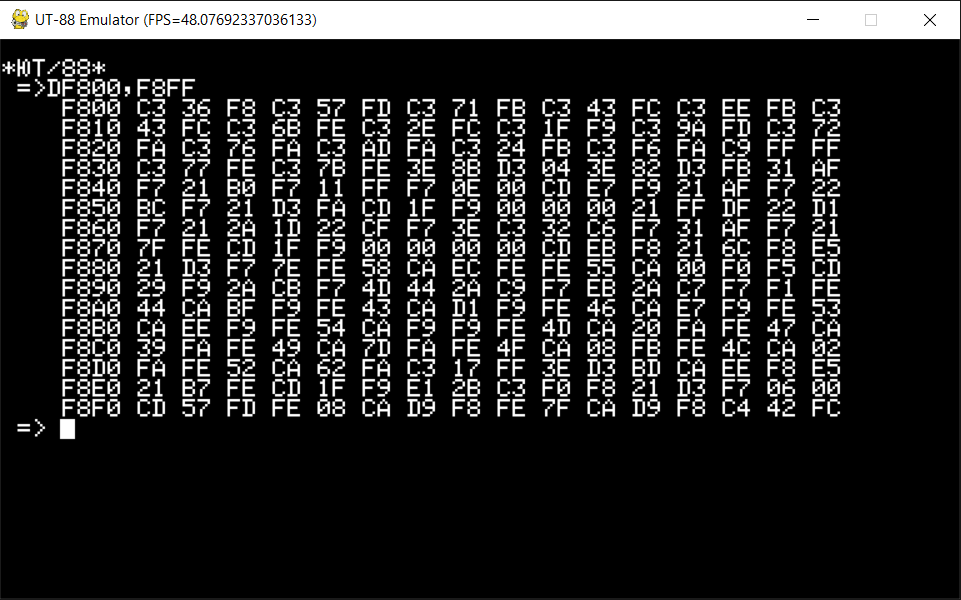 UT-88 Emulator (FPS=48.07692337036133)
*ЮТ/88*
=>DF800,F8FF
F800 C3 36 F8 C3 57 FD C3 71 FB C3 43 FC C3 EE FB C3
F810 43 FC C3 6B FE C3 2E FC C3 1F F9 C3 9A FD C3 72
F820 FA C3 76 FA C3 AD FA C3 24 FB C3 F6 FA C9 FF FF
F830 C3 77 FE C3 7B FE 3E 8B D3 04 3E 82 D3 FB 31 AF
F840 F7 21 B0 F7 11 FF F7 0E 00 CD E7 F9 21 AF F7 22
F850 BC F7 21 D3 FA CD 1F F9 00 00 00 21 FF DF 22 D1
F860 F7 21 2A 1D 22 CF F7 3E C3 32 C6 F7 31 AF F7 21
F870 7F FE CD 1F F9 00 00 00 00 CD EB F8 21 6C F8 E5
F880 21 D3 F7 7E FE 58 CA EC FE FE 55 CA 00 F0 F5 CD
F890 29 F9 2A CB F7 4D 44 2A C9 F7 EB 2A C7 F7 F1 FE
F8A0 44 CA BF F9 FE 43 CA D1 F9 FE 46 CA E7 F9 FE 53
F8B0 CA EE F9 FE 54 CA F9 F9 FE 4D CA 20 FA FE 47 CA
F8C0 39 FA FE 49 CA 7D FA FE 4F CA 08 FB FE 4C CA 02
F8D0 FA FE 52 CA 62 FA C3 17 FF 3E D3 BD CA EE F8 E5
F8E0 21 B7 FE CD 1F F9 E1 2B C3 F0 F8 21 D3 F7 06 00
F8F0 CD 57 FD FE 08 CA D9 F8 FE 7F CA D9 F8 C4 42 FC
=>